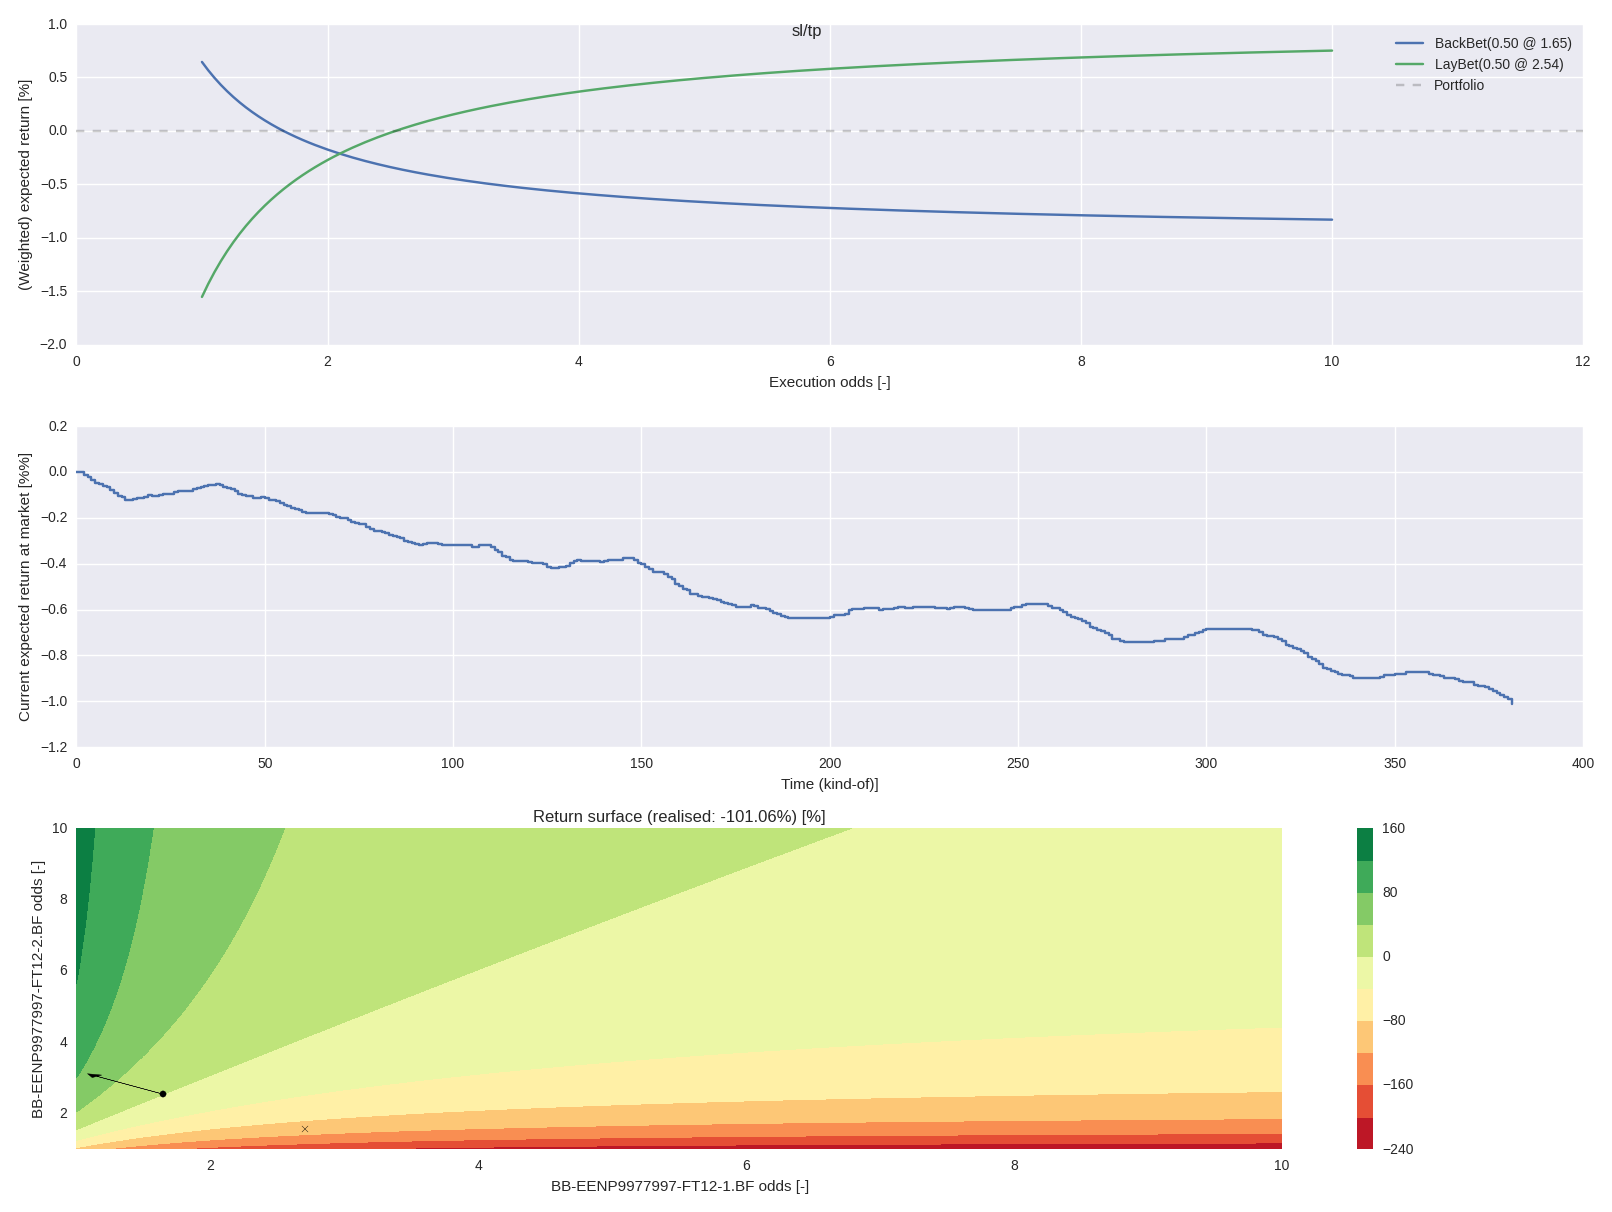 sl/tp
1.0
0.5
0.0
−0.5
−1.0
−1.5
−2.0
(Weighted) expected return [%]
BackBet(0.50 @ 1.65)
LayBet(0.50 @ 2.54)
Portfolio
0 2 4 6 8 10 12
Execution odds [-]
0.2
0.0
−0.2
−0.4
−0.6
−0.8
−1.0
−1.2
Current expected return at market [%%]
0 50 100 150 200 250 300 350 400
Time (kind-of)]
Return surface (realised: -101.06%) [%]
10
8
6
4
2
BB-EENP9977997-FT12-2.BF odds [-]
2 4 6 8 10
BB-EENP9977997-FT12-1.BF odds [-]
160
80
0
−80
−160
−240